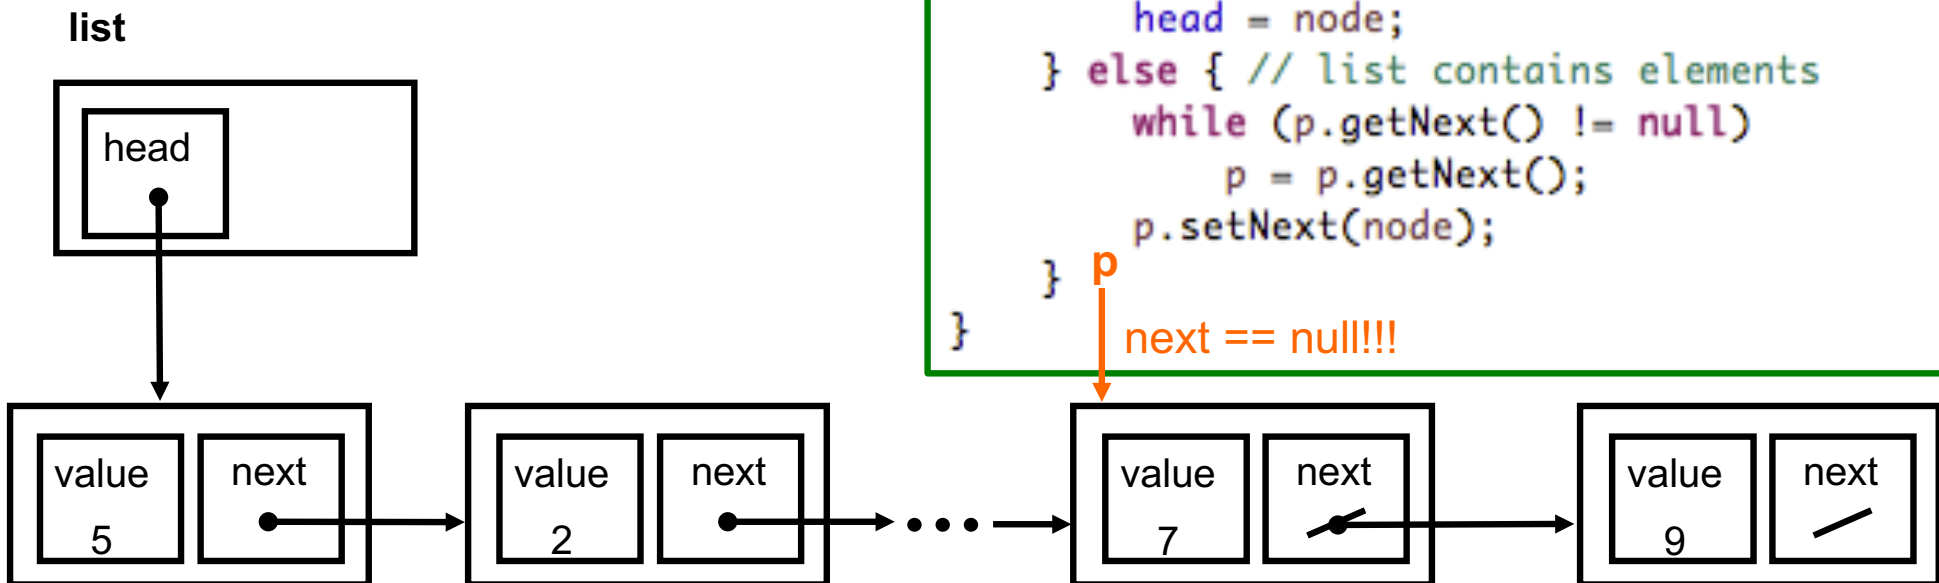 list
head
head = node;
} else { // list contains elements
while (p.getNext() != null)
p = p.getNext();
p.setNext(node);
}
}
p
next == null!!!
value next value next value next value next
5 2 ... 7 9